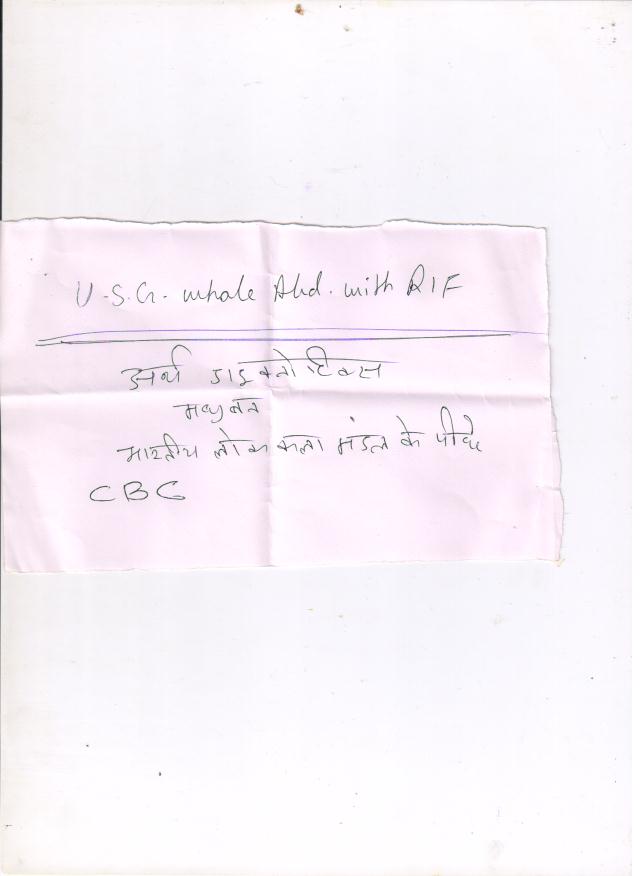 U.S.G. whole Abd. with RIF
अर्थ डाइग्नोस्टिक्स
मधुबन
भारतीय लोक कला मंडल के पीछे
CBC